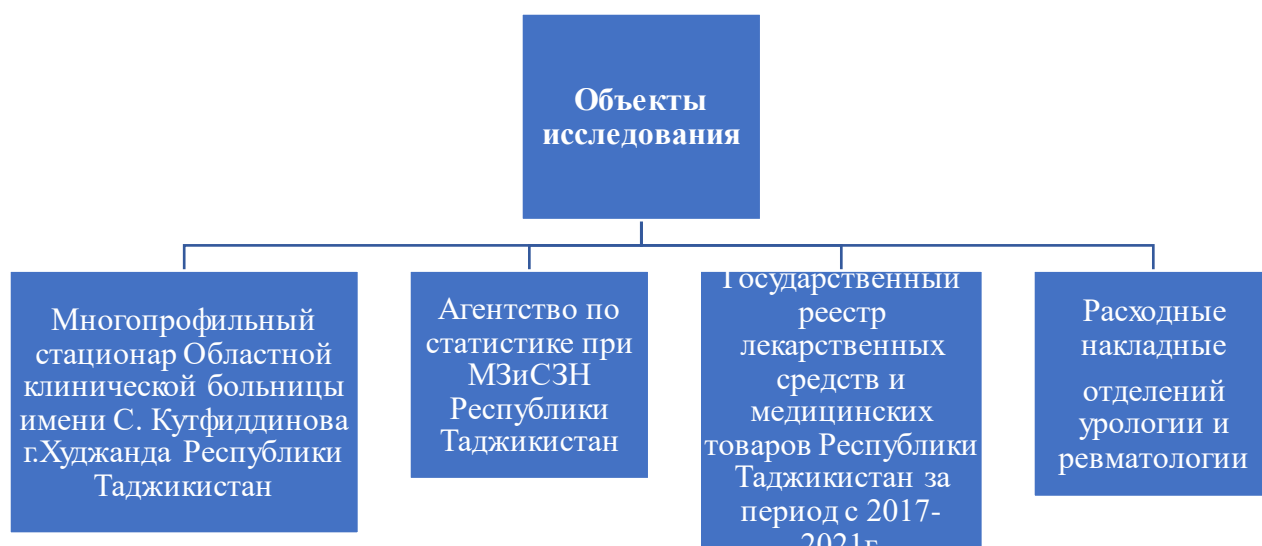 Объекты
исследования
Многопрофильный
стационар Областной
клинической больницы
имени С. Кутфиддинова
г.Худжанда Республики
Таджикистан
Агентство по
статистике при
МЗиСЗН
Республики
Таджикистан
Государственный
реестр
лекарственных
средств и
медицинских
товаров Республики
Таджикистан за
период с 2017-
2021г
Расходные
накладные
отделений
урологии и
ревматологии